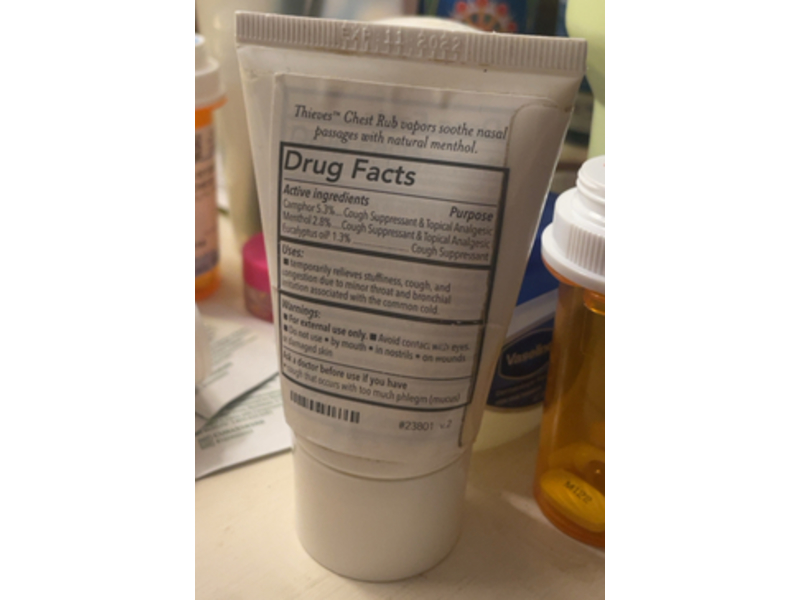 EXP 11 2022
Thieves™ Chest Rub vapors soothe nasal
passages with natural menthol.
Drug Facts
Active ingredients Purpose
Camphor 5.3%... Cough Suppressant & Topical Analgesic
Menthol 2.8% ... Cough Suppressant & Topical Analgesic
Eucalyptus oil† 1.3% ............ Cough Suppressant
Uses:
■ temporarily relieves stuffiness, cough, and
congestion due to minor throat and bronchial
irritation associated with the common cold.
Warnings:
■ For external use only. ■ Avoid contact with eyes.
■ Do not use • by mouth • in nostrils • on wounds
or damaged skin
Ask a doctor before use if you have
• cough that occurs with too much phlegm (mucus)
#23801 v.2
Vaseline
M122